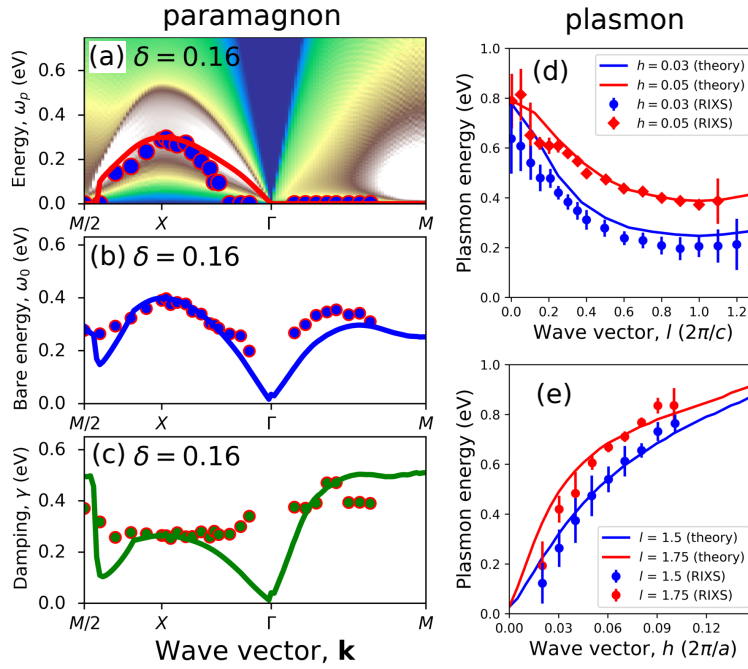 paramagnon
plasmon
(a) δ = 0.16
Energy, ω_p (eV)
0.6
0.4
0.2
0.0
M/2 X Γ M
(b) δ = 0.16
Bare energy, ω_0 (eV)
0.6
0.4
0.2
0.0
M/2 X Γ M
(c) δ = 0.16
Damping, γ (eV)
0.6
0.4
0.2
0.0
M/2 X Γ M
Wave vector, k
(d)
h = 0.03 (theory)
h = 0.05 (theory)
h = 0.03 (RIXS)
h = 0.05 (RIXS)
Plasmon energy (eV)
1.0
0.8
0.6
0.4
0.2
0.0
0.0 0.2 0.4 0.6 0.8 1.0 1.2
Wave vector, l (2π/c)
(e)
l = 1.5 (theory)
l = 1.75 (theory)
l = 1.5 (RIXS)
l = 1.75 (RIXS)
Plasmon energy (eV)
1.0
0.8
0.6
0.4
0.2
0.0
0.00 0.03 0.06 0.09 0.12
Wave vector, h (2π/a)